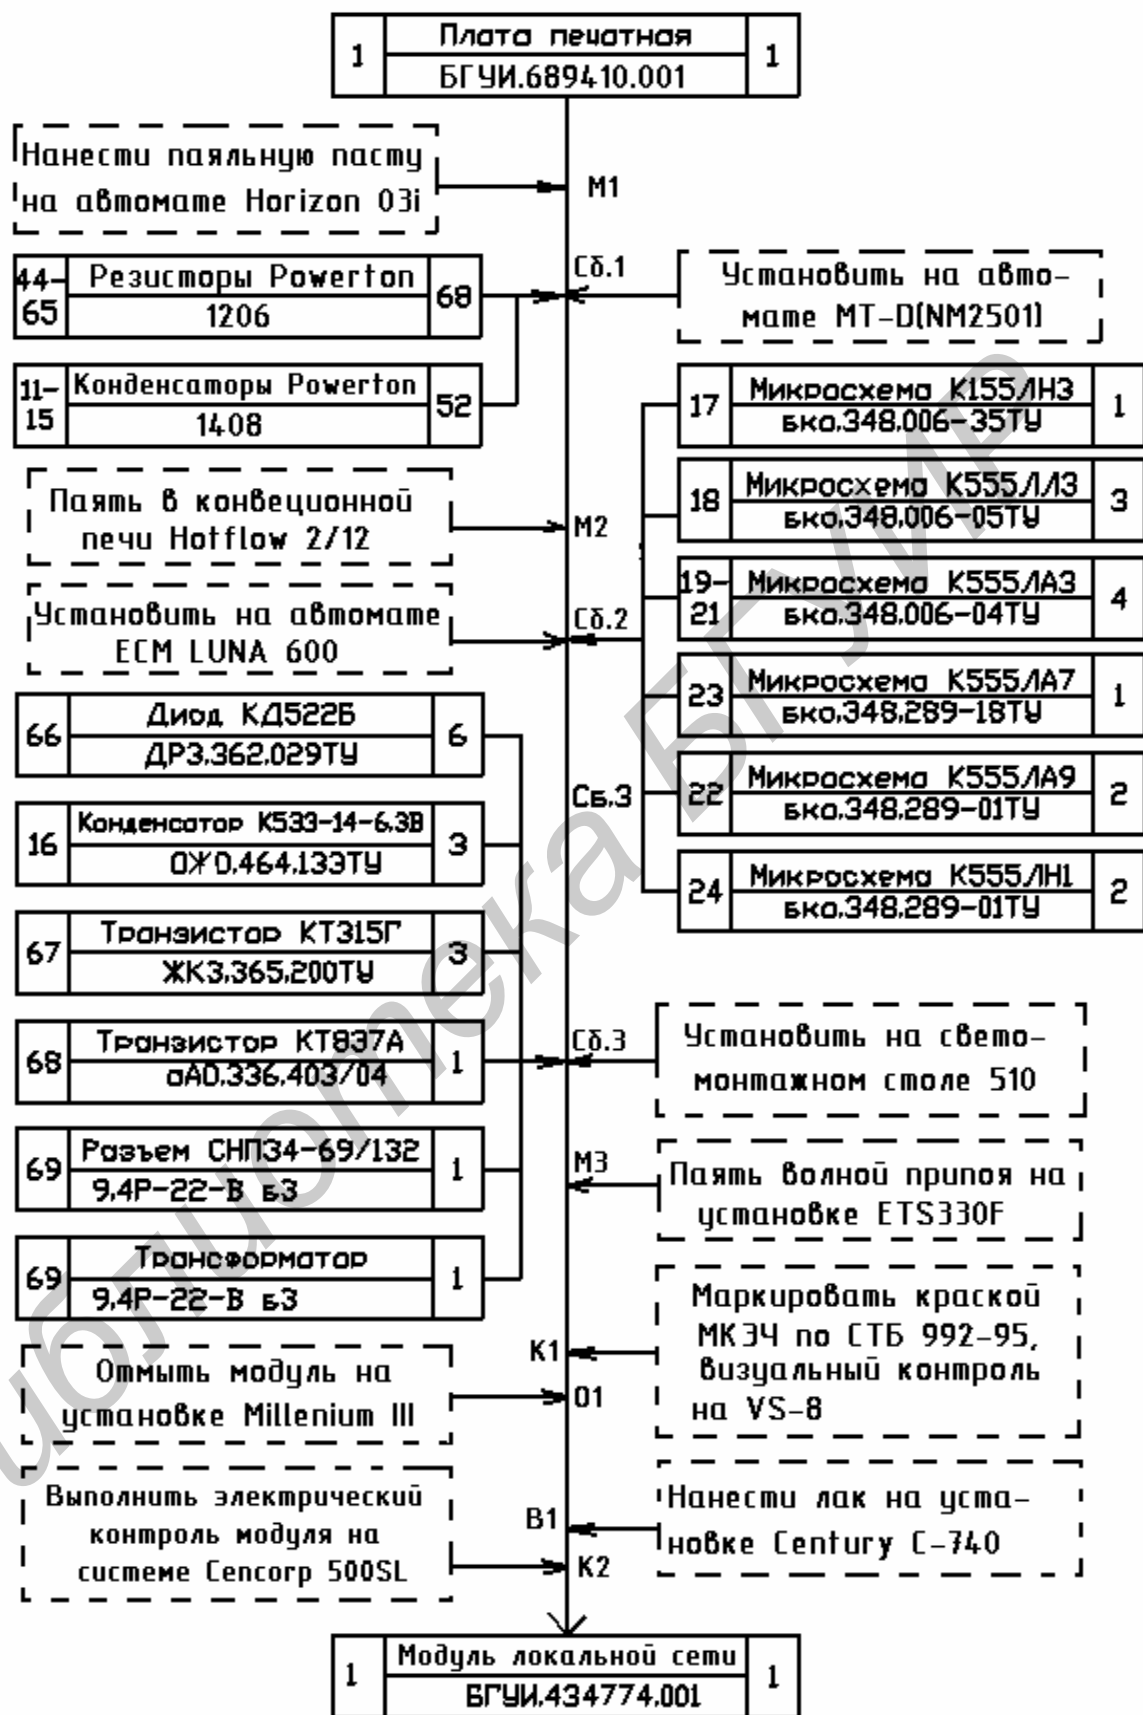 1
Плата печатная
1
БГУИ.689410.001
Нанести паяльную пасту
на автомате Horizon 03i
М1
44-
65
Резисторы Powerton
1206
68
Сб.1
Установить на авто-
мате MT-D(NM2501)
11-
15
Конденсаторы Powerton
1408
52
17
Микросхема К155ЛН3
бко.348.006-35ТУ
1
Паять в конвеционной
печи Hotflow 2/12
М2
18
Микросхема К555ЛЛ3
бко.348.006-05ТУ
3
Установить на автомате
ECM LUNA 600
Сб.2
19-
21
Микросхема К555ЛА3
бко.348.006-04ТУ
4
23
Микросхема К555ЛА7
бко.348.289-18ТУ
1
66
Диод КД522Б
ДР3.362.029ТУ
6
Сб.3
22
Микросхема К555ЛА9
бко.348.289-01ТУ
2
16
Конденсатор К53Э-14-6.3В
ОЖ0.464.133ТУ
3
24
Микросхема К555ЛН1
бко.348.289-01ТУ
2
67
Транзистор КТ315Г
ЖК3.365.200ТУ
3
68
Транзистор КТ837А
аА0.336.403/04
1
Сб.3
Установить на свето-
монтажном столе 510
69
Разъем СНП34-69/132
9.4Р-22-В б3
1
М3
Паять волной припоя на
установке ETS330F
69
Трансформатор
9.4Р-22-В б3
1
Маркировать краской
МКЭЧ по СТБ 992-95,
визуальный контроль
на VS-8
К1
Отмыть модуль на
установке Millenium III
О1
Выполнить электрический
контроль модуля на
системе Cencorp 500SL
В1
Нанести лак на уста-
новке Century C-740
К2
1
Модуль локальной сети
БГУИ.434774.001
1
Библиотека БГУИР